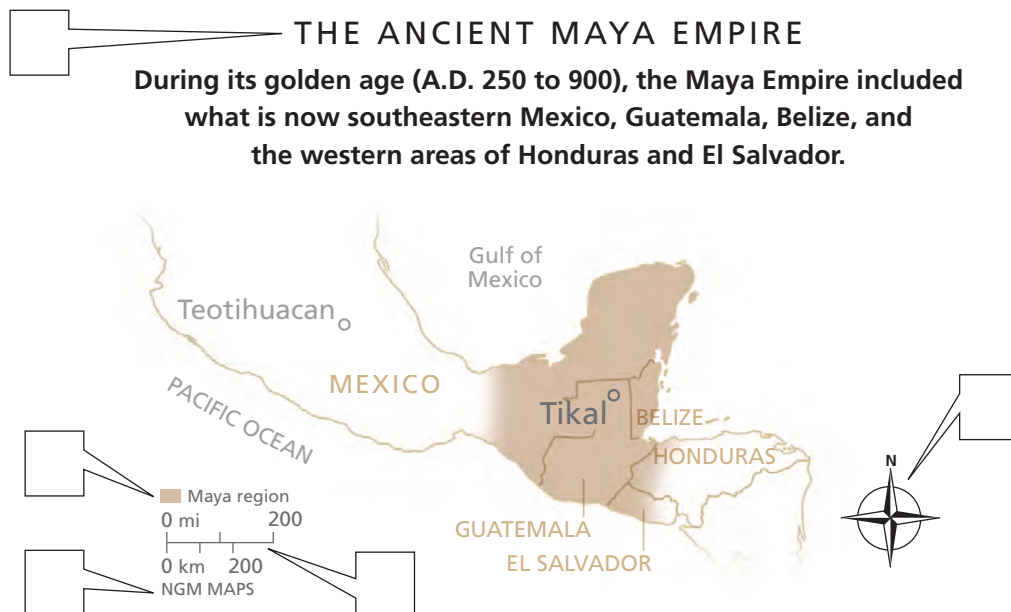 THE ANCIENT MAYA EMPIRE
During its golden age (A.D. 250 to 900), the Maya Empire included
what is now southeastern Mexico, Guatemala, Belize, and
the western areas of Honduras and El Salvador.
Gulf of
Mexico
Teotihuacan
MEXICO
PACIFIC OCEAN
Tikal
BELIZE
HONDURAS
GUATEMALA
EL SALVADOR
N
Maya region
0 mi 200
0 km 200
NGM MAPS